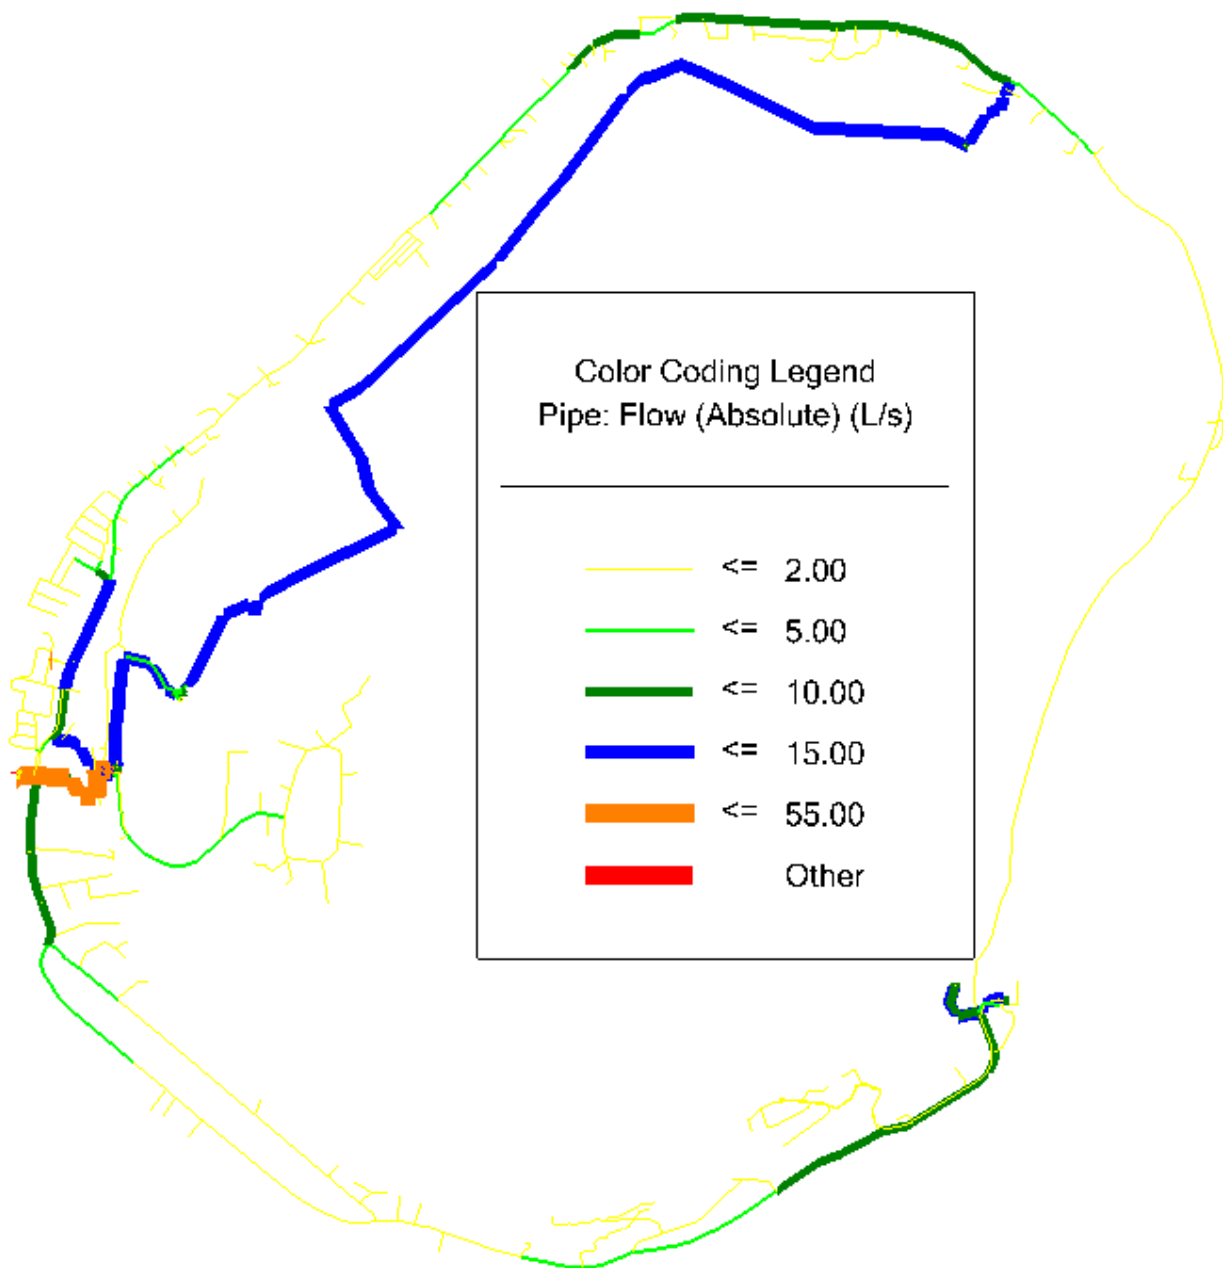 Color Coding Legend
Pipe: Flow (Absolute) (L/s)
<= 2.00
<= 5.00
<= 10.00
<= 15.00
<= 55.00
Other